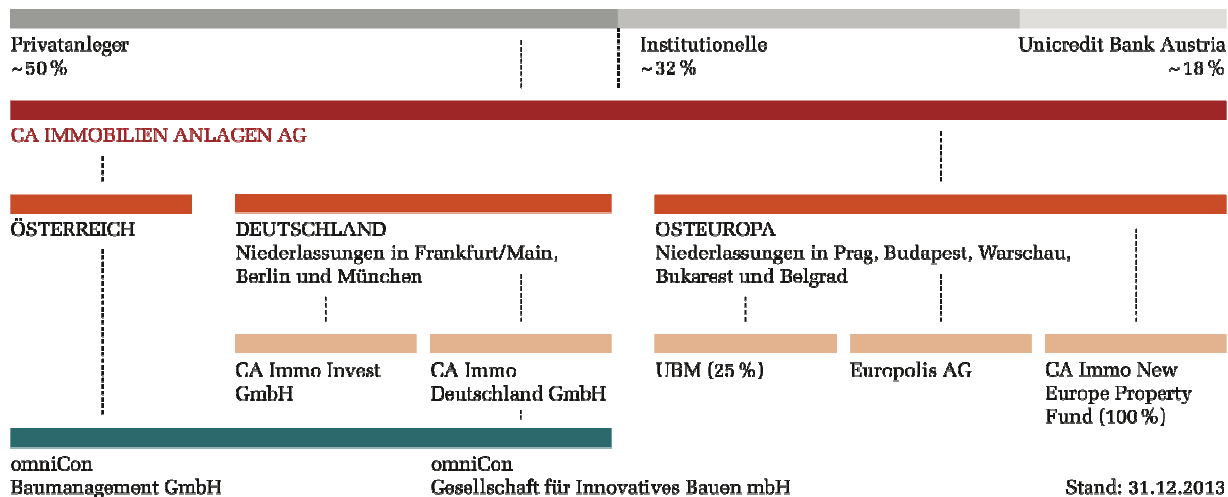 Privatanleger
~50 %
Institutionelle
~32 %
Unicredit Bank Austria
~18 %
CA IMMOBILIEN ANLAGEN AG
ÖSTERREICH
DEUTSCHLAND
Niederlassungen in Frankfurt/Main,
Berlin und München
OSTEUROPA
Niederlassungen in Prag, Budapest, Warschau,
Bukarest und Belgrad
CA Immo Invest
GmbH
CA Immo
Deutschland GmbH
UBM (25 %)
Europolis AG
CA Immo New
Europe Property
Fund (100 %)
omniCon
Baumanagement GmbH
omniCon
Gesellschaft für Innovatives Bauen mbH
Stand: 31.12.2013